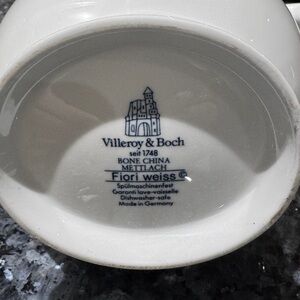 Villeroy & Boch
seit 1748
BONE CHINA
METTLACH
Fiori weiss ©
Spülmaschinenfest
Garanti lave-vaisselle
Dishwasher-safe
Made in Germany